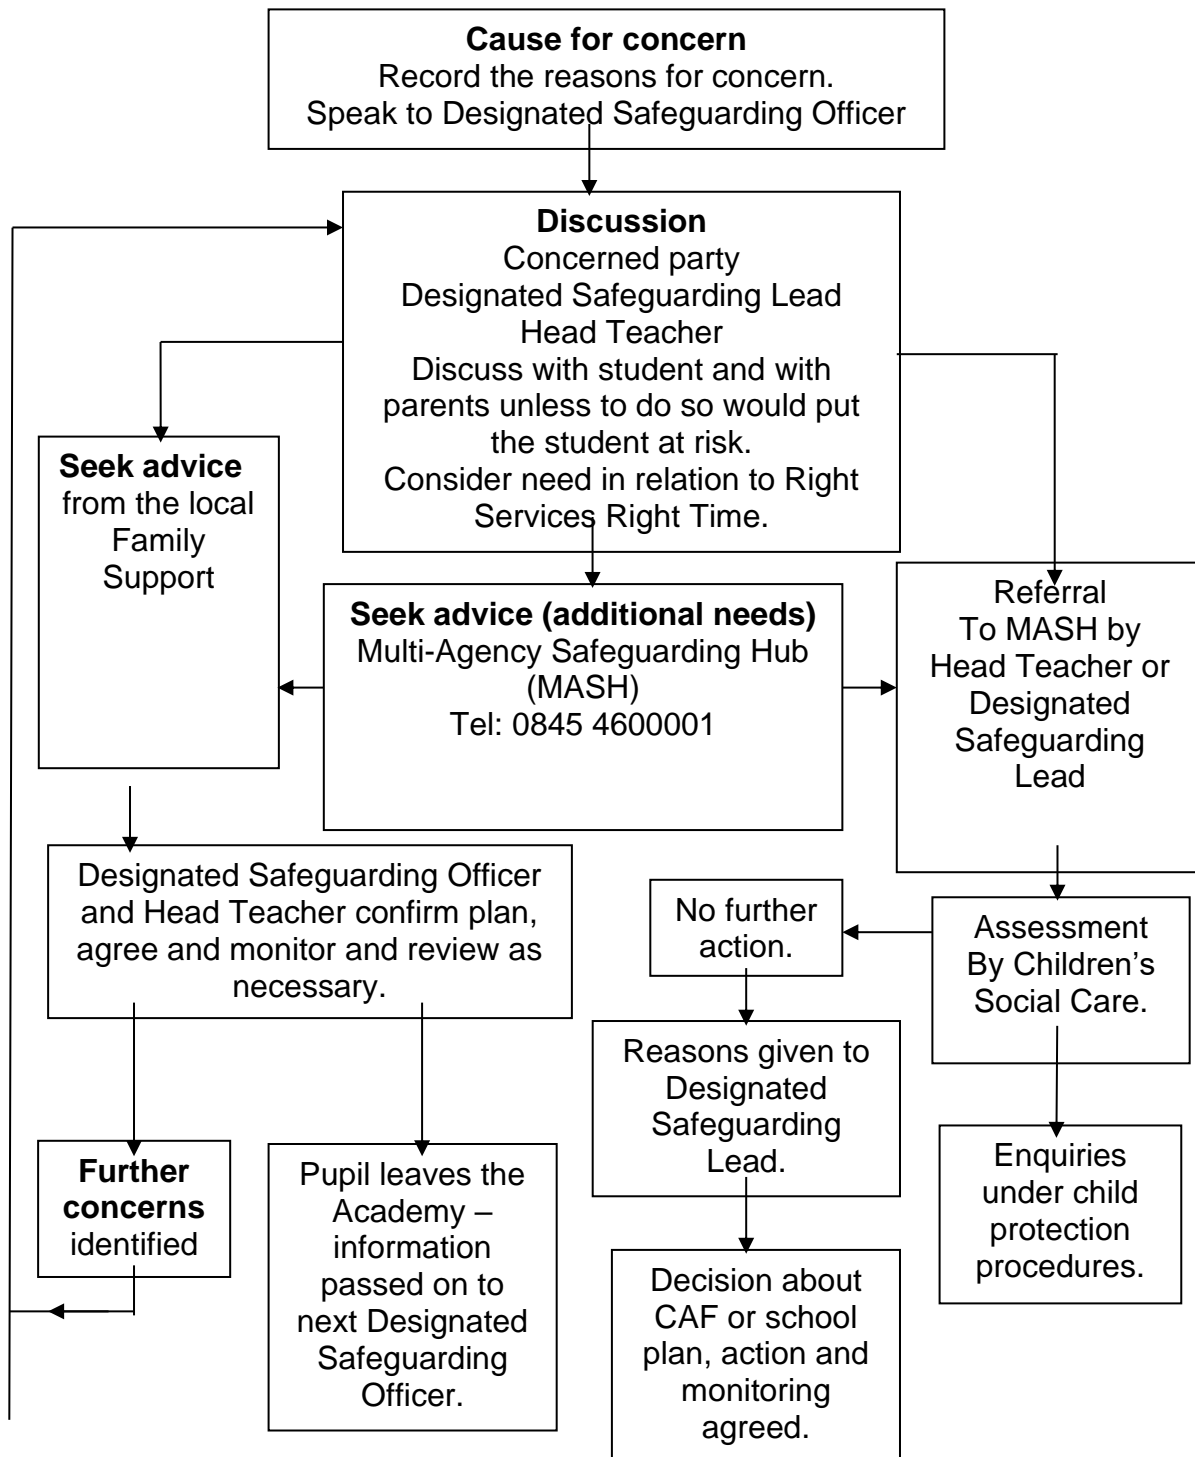 Cause for concern
Record the reasons for concern.
Speak to Designated Safeguarding Officer
Discussion
Concerned party
Designated Safeguarding Lead
Head Teacher
Discuss with student and with
parents unless to do so would put
the student at risk.
Consider need in relation to Right
Services Right Time.
Seek advice
from the local
Family
Support
Seek advice (additional needs)
Multi-Agency Safeguarding Hub
(MASH)
Tel: 0845 4600001
Referral
To MASH by
Head Teacher or
Designated
Safeguarding
Lead
Designated Safeguarding Officer
and Head Teacher confirm plan,
agree and monitor and review as
necessary.
No further
action.
Assessment
By Children’s
Social Care.
Reasons given to
Designated
Safeguarding
Lead.
Enquiries
under child
protection
procedures.
Further
concerns
identified
Pupil leaves the
Academy –
information
passed on to
next Designated
Safeguarding
Officer.
Decision about
CAF or school
plan, action and
monitoring
agreed.